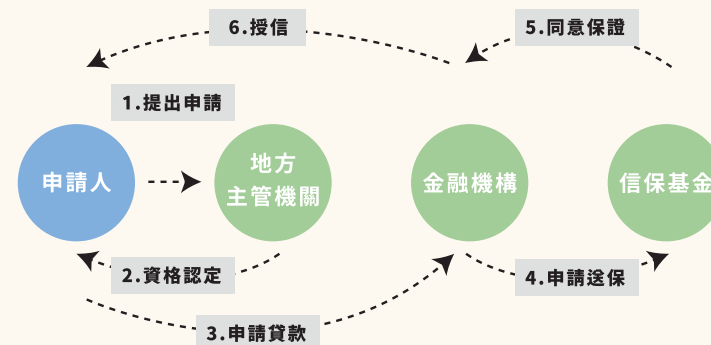 6.授信
5.同意保證
1.提出申請
申請人
地方
主管機關
金融機構
信保基金
2.資格認定
4.申請送保
3.申請貸款